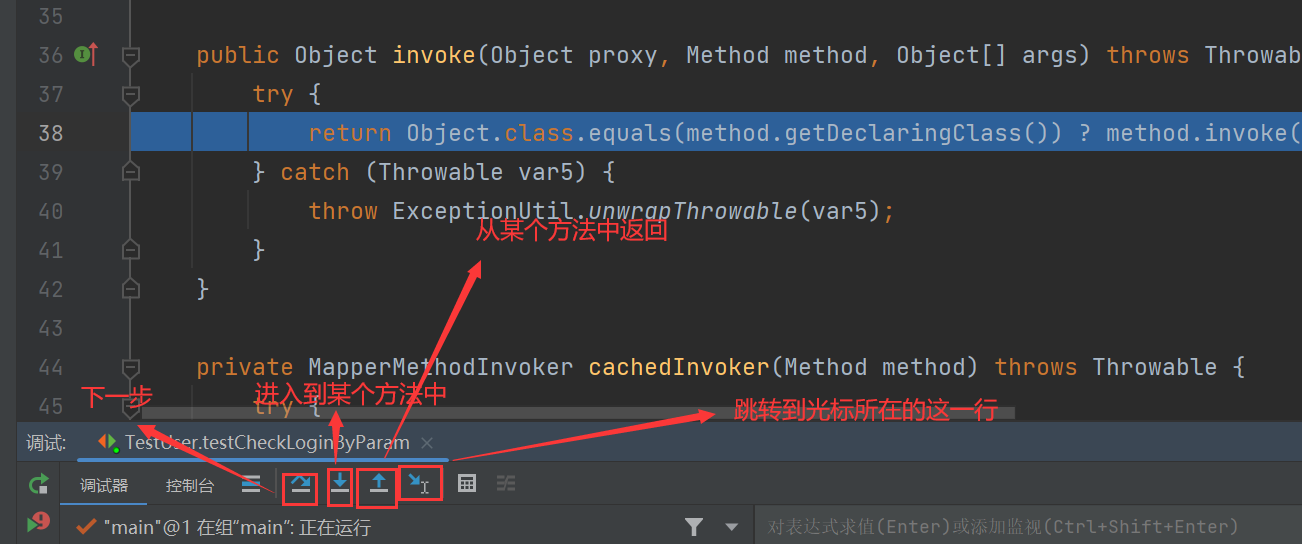 35
36 public Object invoke(Object proxy, Method method, Object[] args) throws Throwab
37 try {
38 return Object.class.equals(method.getDeclaringClass()) ? method.invoke(
39 } catch (Throwable var5) {
40 throw ExceptionUtil.unwrapThrowable(var5);
从某个方法中返回
41 }
42 }
43
44 private MapperMethodInvoker cachedInvoker(Method method) throws Throwable {
下一步
进入到某个方法中
跳转到光标所在的这一行
45 try {
调试: TestUser.testCheckLoginByParam
调试器 控制台
"main"@1 在组“main”: 正在运行
对表达式求值(Enter)或添加监视(Ctrl+Shift+Enter)